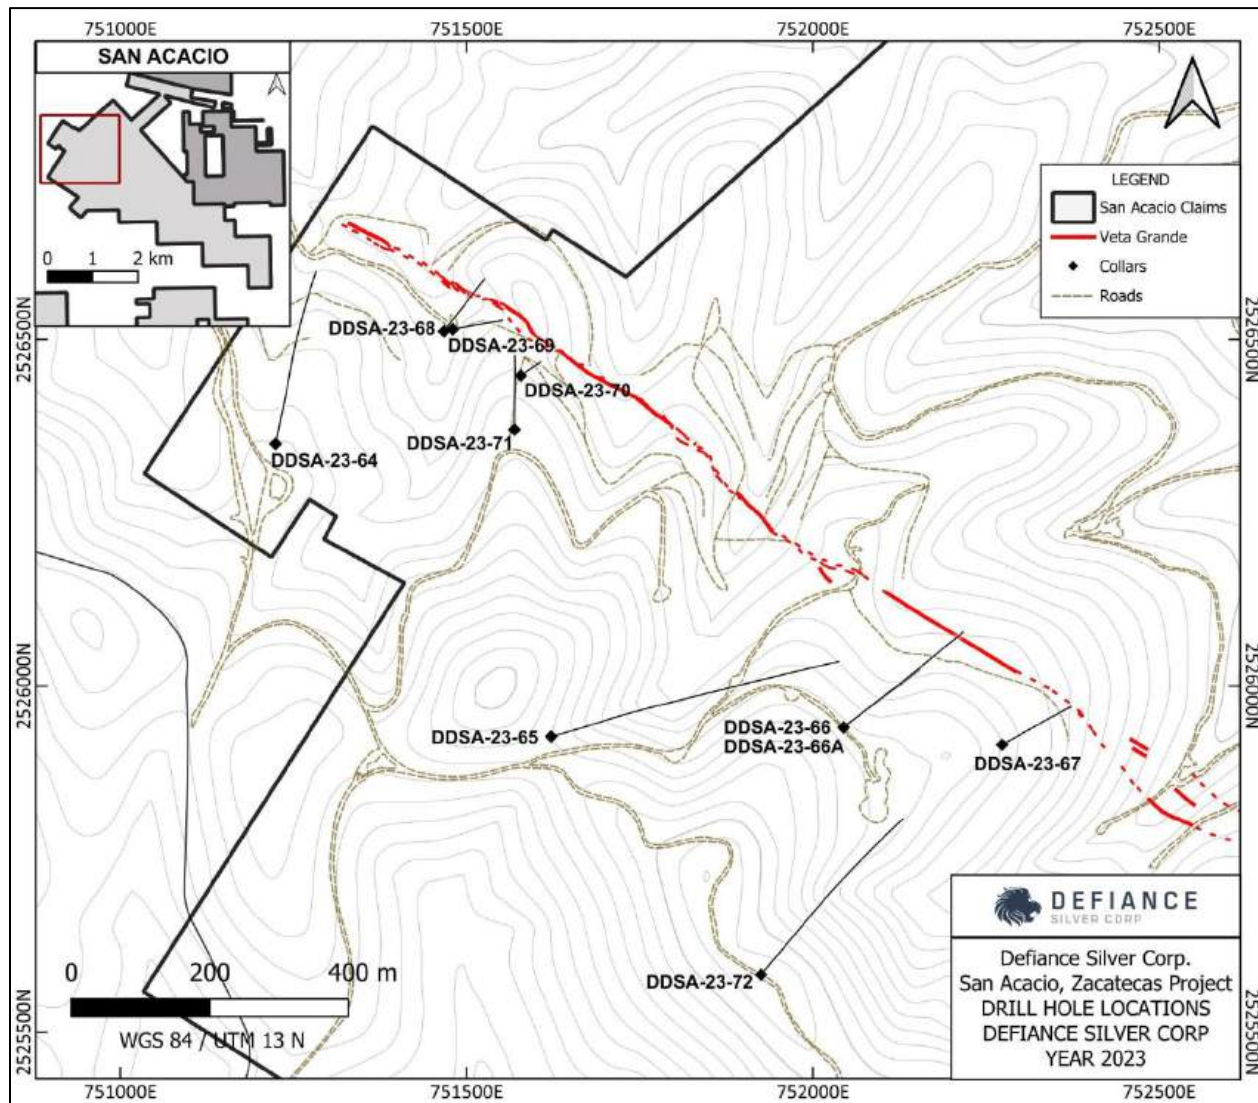 751000E
751500E
752000E
752500E
SAN ACACIO
0 1 2 km
LEGEND
San Acacio Claims
Veta Grande
Collars
Roads
2526500N
2526500N
DDSA-23-68
DDSA-23-69
DDSA-23-70
DDSA-23-71
DDSA-23-64
2526000N
2526000N
DDSA-23-65
DDSA-23-66
DDSA-23-66A
DDSA-23-67
DDSA-23-72
0 200 400 m
WGS 84 / UTM 13 N
DEFIANCE
SILVER CORP
Defiance Silver Corp.
San Acacio, Zacatecas Project
DRILL HOLE LOCATIONS
DEFIANCE SILVER CORP
YEAR 2023
2525500N
2525500N
751000E
751500E
752000E
752500E